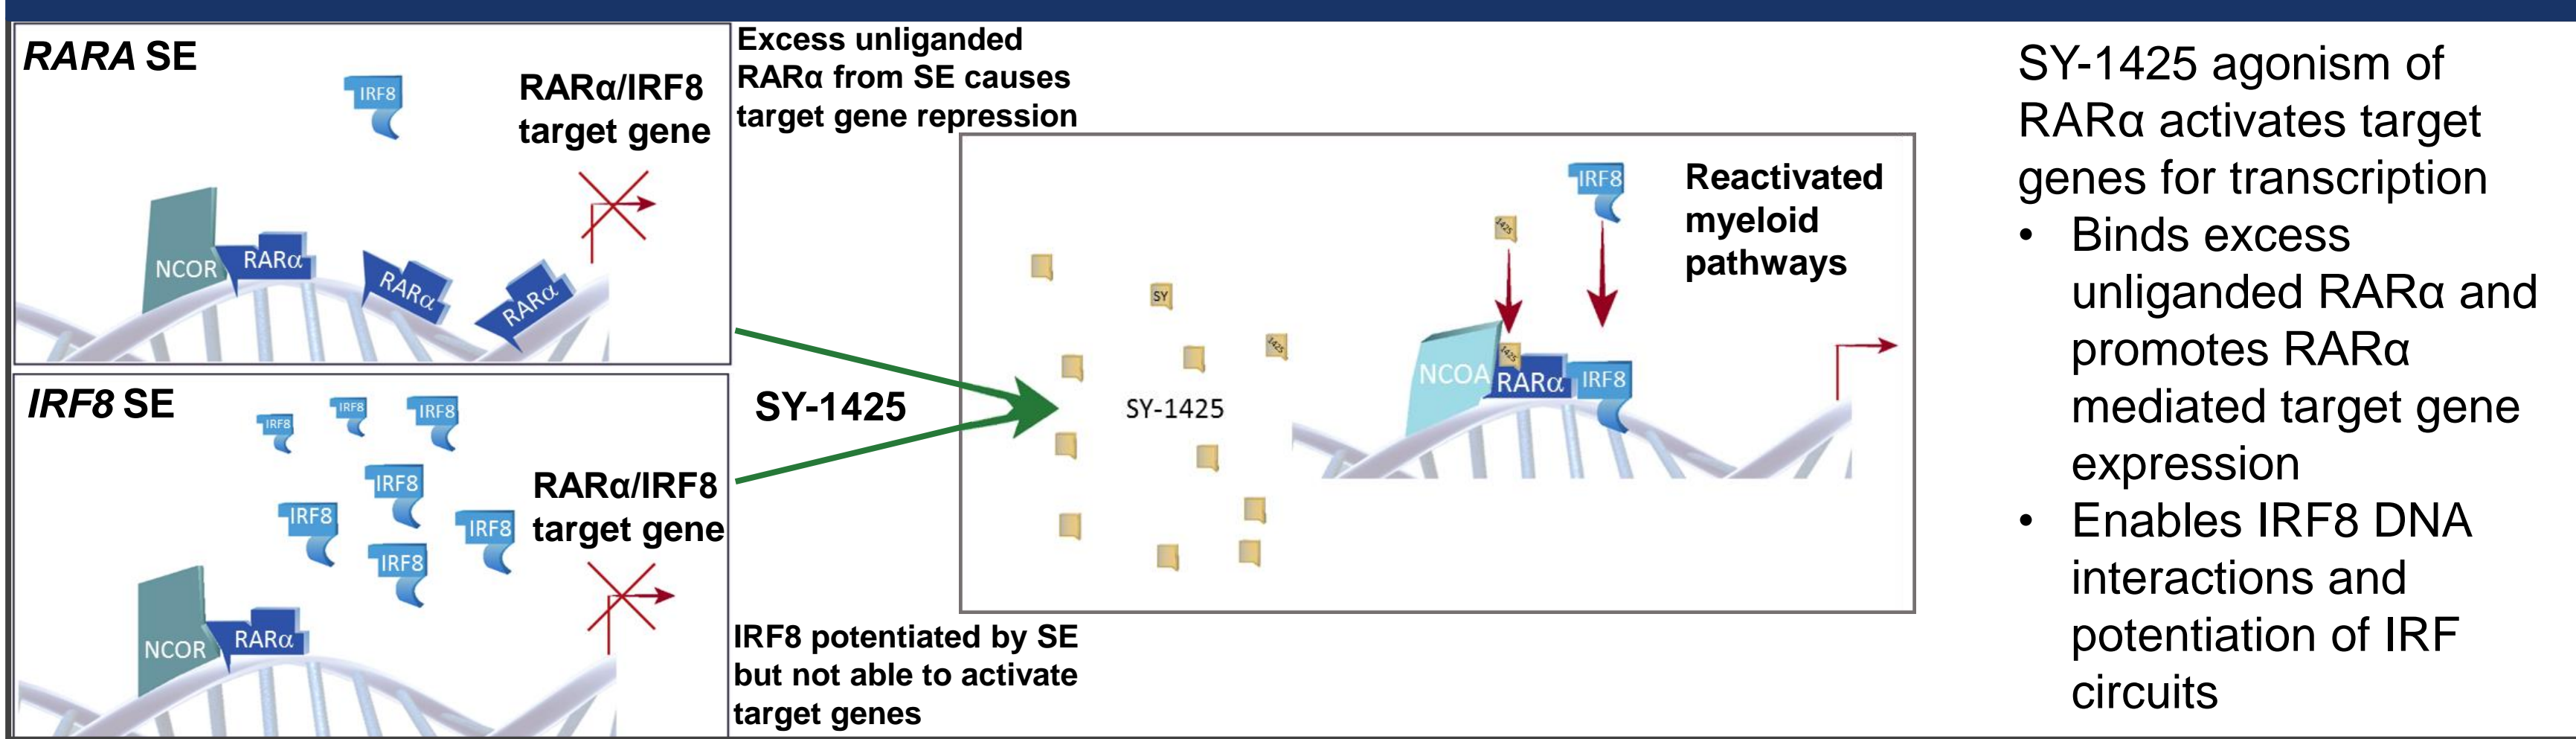 RARA SE
IRF8
RARα/IRF8
target gene
NCOR
RARα
RARα
RARα
Excess unliganded
RARα from SE causes
target gene repression
IRF8 SE
IRF8
IRF8
IRF8
IRF8
IRF8
IRF8
IRF8
RARα/IRF8
target gene
NCOR
RARα
IRF8 potentiated by SE
but not able to activate
target genes
SY-1425
SY
1425
SY-1425
1425
IRF8
Reactivated
myeloid
pathways
NCOA
1425
RARα
IRF8
SY-1425 agonism of
RARα activates target
genes for transcription
• Binds excess
unliganded RARα and
promotes RARα
mediated target gene
expression
• Enables IRF8 DNA
interactions and
potentiation of IRF
circuits